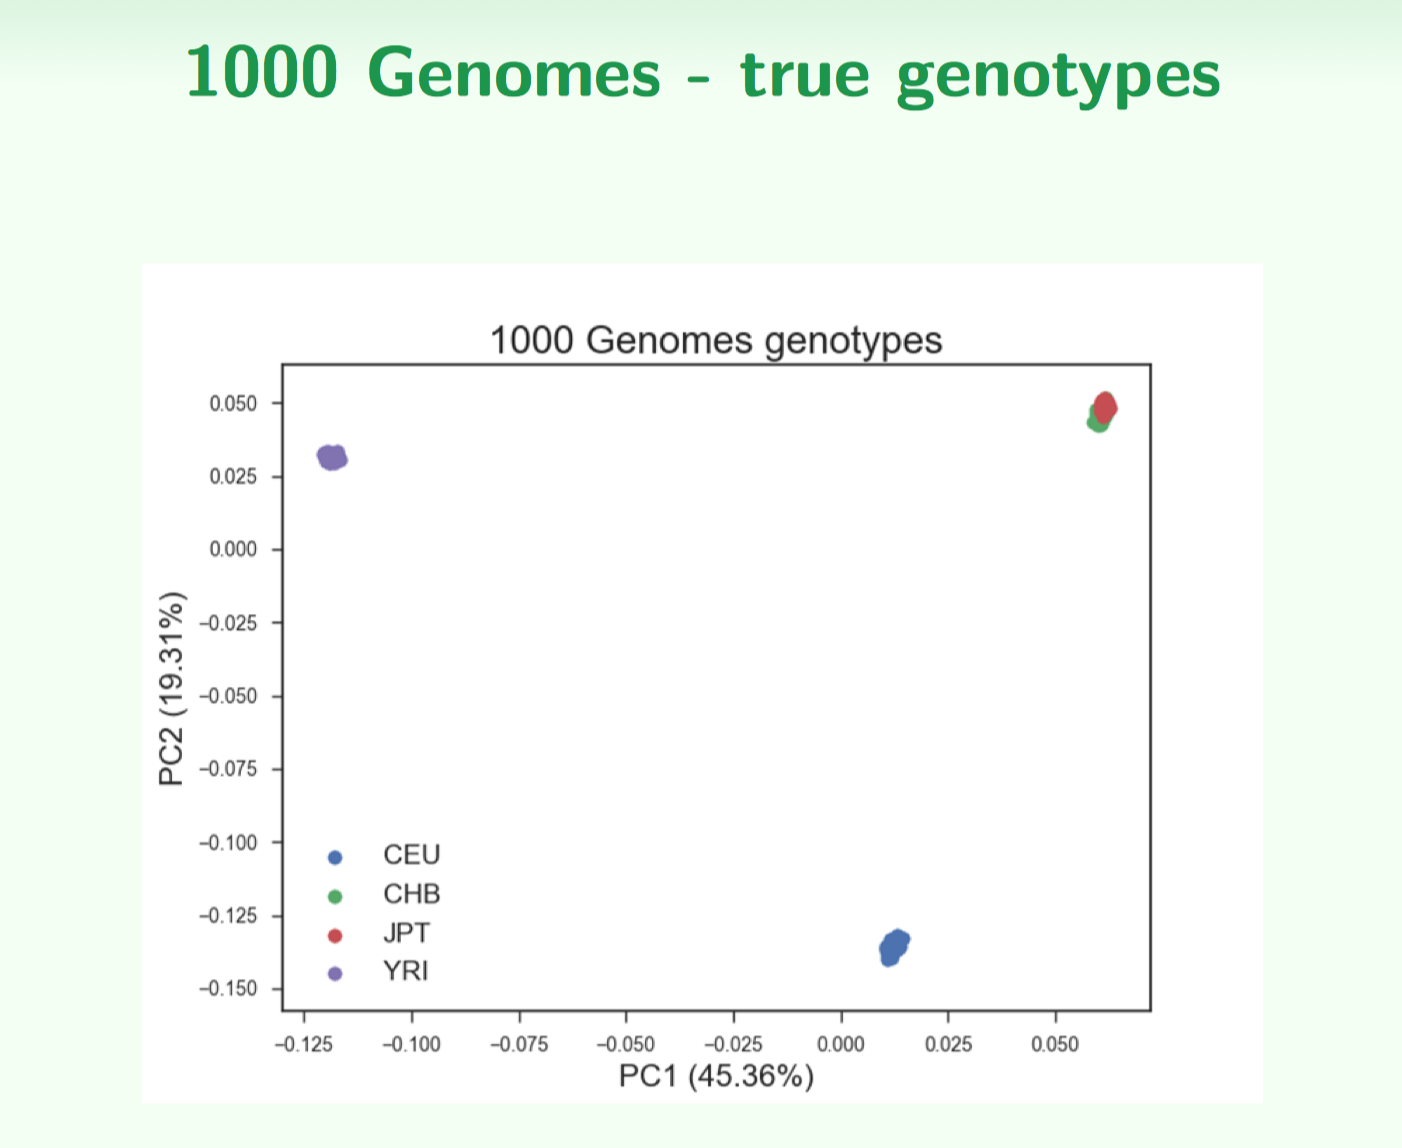 1000 Genomes - true genotypes
1000 Genomes genotypes
0.050
0.025
0.000
−0.025
−0.050
−0.075
−0.100
−0.125
−0.150
PC2 (19.31%)
CEU
CHB
JPT
YRI
−0.125 −0.100 −0.075 −0.050 −0.025 0.000 0.025 0.050
PC1 (45.36%)